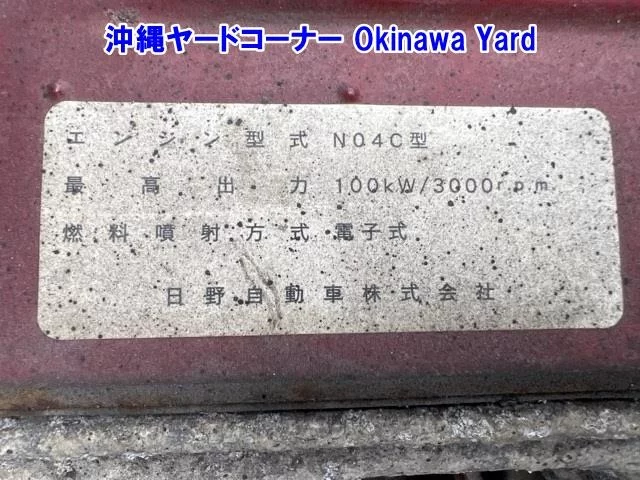 沖縄ヤードコーナー Okinawa Yard
エンジン型式 N04C型
最高出力 100kW/3000rpm
燃料噴射方式 電子式
日野自動車株式会社